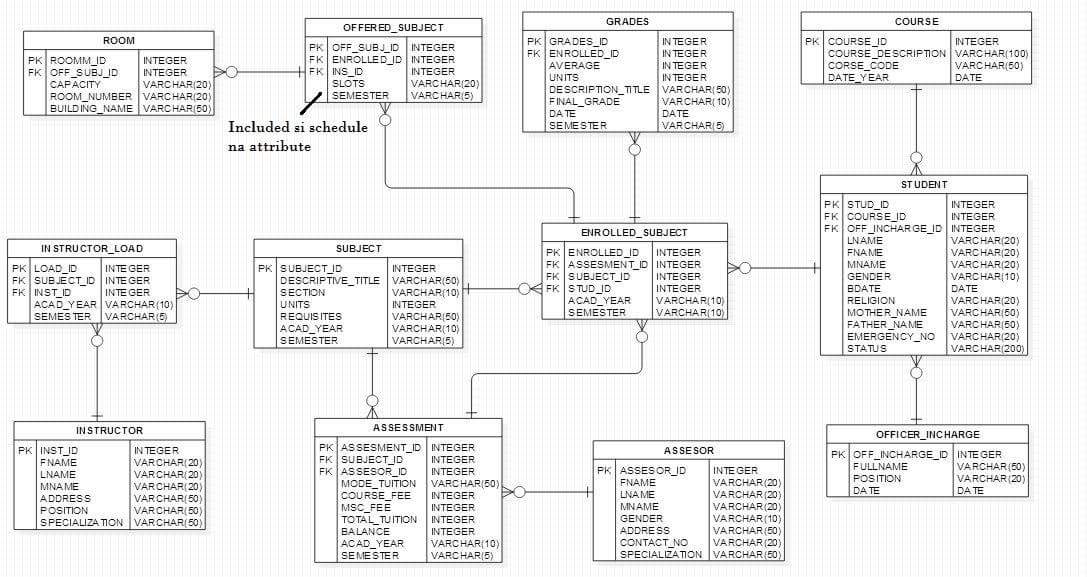 ROOM
PK ROOMM_ID INTEGER
FK OFF_SUBJ_ID INTEGER
CAPACITY VARCHAR(20)
ROOM_NUMBER VARCHAR(20)
BUILDING_NAME VARCHAR(50)
OFFERED_SUBJECT
PK OFF_SUBJ_ID INTEGER
FK ENROLLED_ID INTEGER
FK INS_ID INTEGER
SLOTS VARCHAR(20)
SEMESTER VARCHAR(5)
Included si schedule
na attribute
GRADES
PK GRADES_ID INTEGER
FK ENROLLED_ID INTEGER
AVERAGE INTEGER
UNITS INTEGER
DESCRIPTION_TITLE VARCHAR(50)
FINAL_GRADE VARCHAR(10)
DATE DATE
SEMESTER VARCHAR(5)
COURSE
PK COURSE_ID INTEGER
COURSE_DESCRIPTION VARCHAR(100)
CORSE_CODE VARCHAR(50)
DATE_YEAR DATE
INSTRUCTOR_LOAD
PK LOAD_ID INTEGER
FK SUBJECT_ID INTEGER
FK INST_ID INTEGER
ACAD_YEAR VARCHAR(10)
SEMESTER VARCHAR(5)
SUBJECT
PK SUBJECT_ID INTEGER
DESCRIPTIVE_TITLE VARCHAR(50)
SECTION VARCHAR(10)
UNITS INTEGER
REQUISITES VARCHAR(50)
ACAD_YEAR VARCHAR(10)
SEMESTER VARCHAR(5)
ENROLLED_SUBJECT
PK ENROLLED_ID INTEGER
FK ASSESMENT_ID INTEGER
FK SUBJECT_ID INTEGER
FK STUD_ID INTEGER
ACAD_YEAR VARCHAR(10)
SEMESTER VARCHAR(10)
STUDENT
PK STUD_ID INTEGER
FK COURSE_ID INTEGER
FK OFF_INCHARGE_ID INTEGER
LNAME VARCHAR(20)
FNAME VARCHAR(20)
MNAME VARCHAR(20)
GENDER VARCHAR(10)
BDATE DATE
RELIGION VARCHAR(20)
MOTHER_NAME VARCHAR(50)
FATHER_NAME VARCHAR(50)
EMERGENCY_NO VARCHAR(20)
STATUS VARCHAR(200)
INSTRUCTOR
PK INST_ID INTEGER
FNAME VARCHAR(20)
LNAME VARCHAR(20)
MNAME VARCHAR(20)
ADDRESS VARCHAR(50)
POSITION VARCHAR(50)
SPECIALIZATION VARCHAR(50)
ASSESSMENT
PK ASSESMENT_ID INTEGER
FK SUBJECT_ID INTEGER
FK ASSESOR_ID INTEGER
MODE_TUITION VARCHAR(50)
COURSE_FEE INTEGER
MSC_FEE INTEGER
TOTAL_TUITION INTEGER
BALANCE INTEGER
ACAD_YEAR VARCHAR(10)
SEMESTER VARCHAR(5)
ASSESOR
PK ASSESOR_ID INTEGER
FNAME VARCHAR(20)
LNAME VARCHAR(20)
MNAME VARCHAR(20)
GENDER VARCHAR(10)
ADDRESS VARCHAR(50)
CONTACT_NO VARCHAR(20)
SPECIALIZATION VARCHAR(50)
OFFICER_INCHARGE
PK OFF_INCHARGE_ID INTEGER
FULLNAME VARCHAR(50)
POSITION VARCHAR(20)
DATE DATE